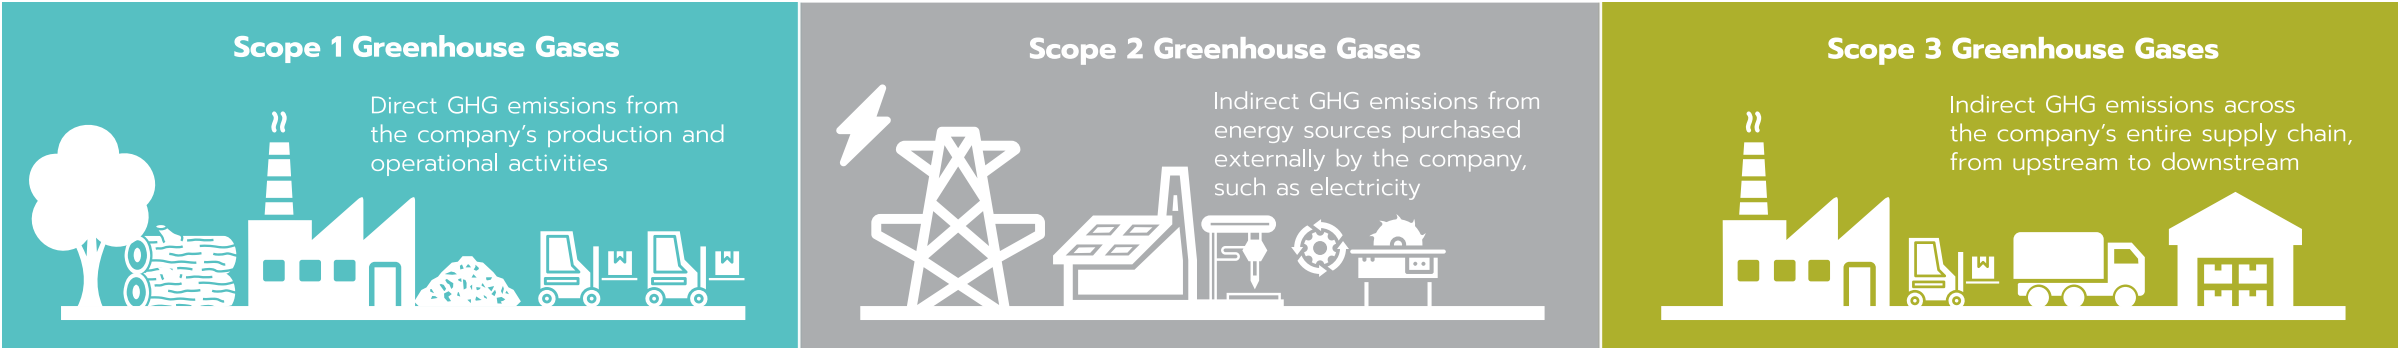 Scope 1 Greenhouse Gases
Direct GHG emissions from
the company’s production and
operational activities
Scope 2 Greenhouse Gases
Indirect GHG emissions from
energy sources purchased
externally by the company,
such as electricity
Scope 3 Greenhouse Gases
Indirect GHG emissions across
the company’s entire supply chain,
from upstream to downstream